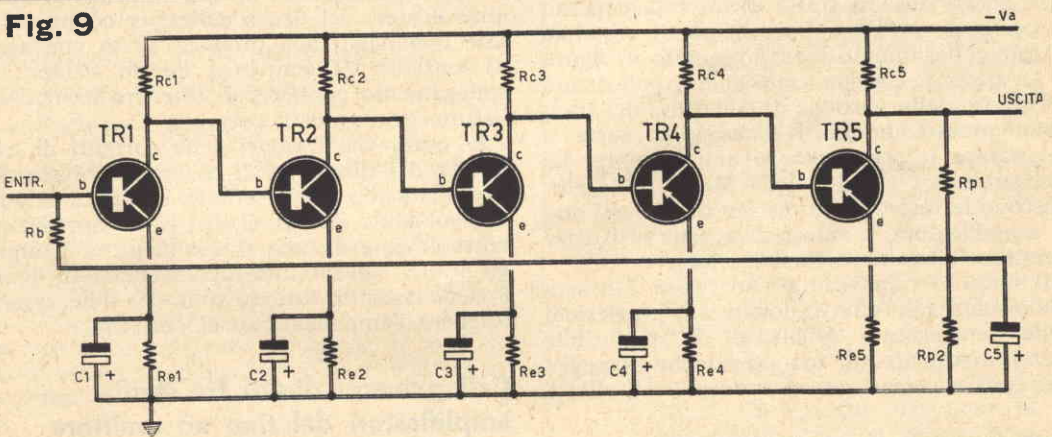 Fig. 9
-Va
Rc1 Rc2 Rc3 Rc4 Rc5
USCITA
TR1 TR2 TR3 TR4 TR5
c c c c c
ENTR. b b b b b
Rp1
Rb
e e e e e
C1 + Re1 C2 + Re2 C3 + Re3 C4 + Re4 Re5 Rp2 C5 +